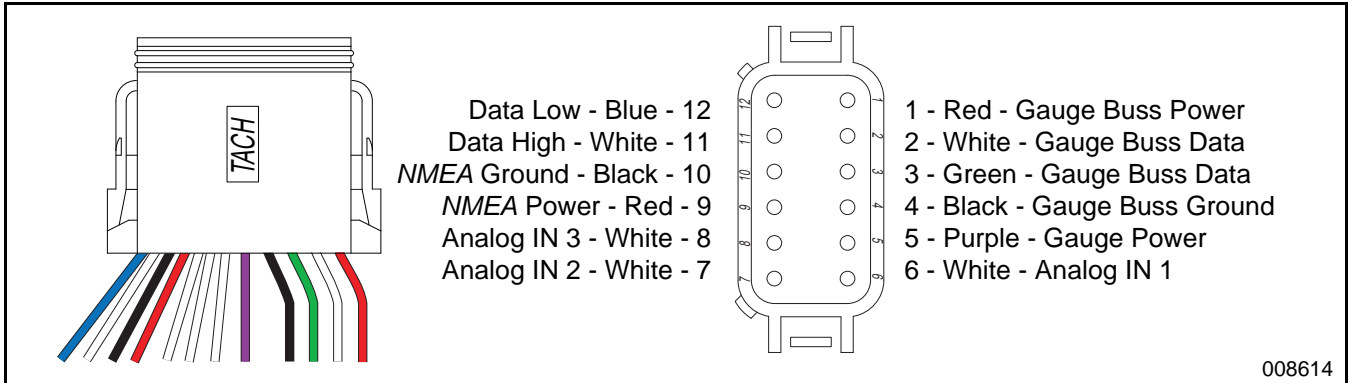 TACH
Data Low - Blue - 12
Data High - White - 11
NMEA Ground - Black - 10
NMEA Power - Red - 9
Analog IN 3 - White - 8
Analog IN 2 - White - 7
12
11
10
9
8
7
1
2
3
4
5
6
1 - Red - Gauge Buss Power
2 - White - Gauge Buss Data
3 - Green - Gauge Buss Data
4 - Black - Gauge Buss Ground
5 - Purple - Gauge Power
6 - White - Analog IN 1
008614